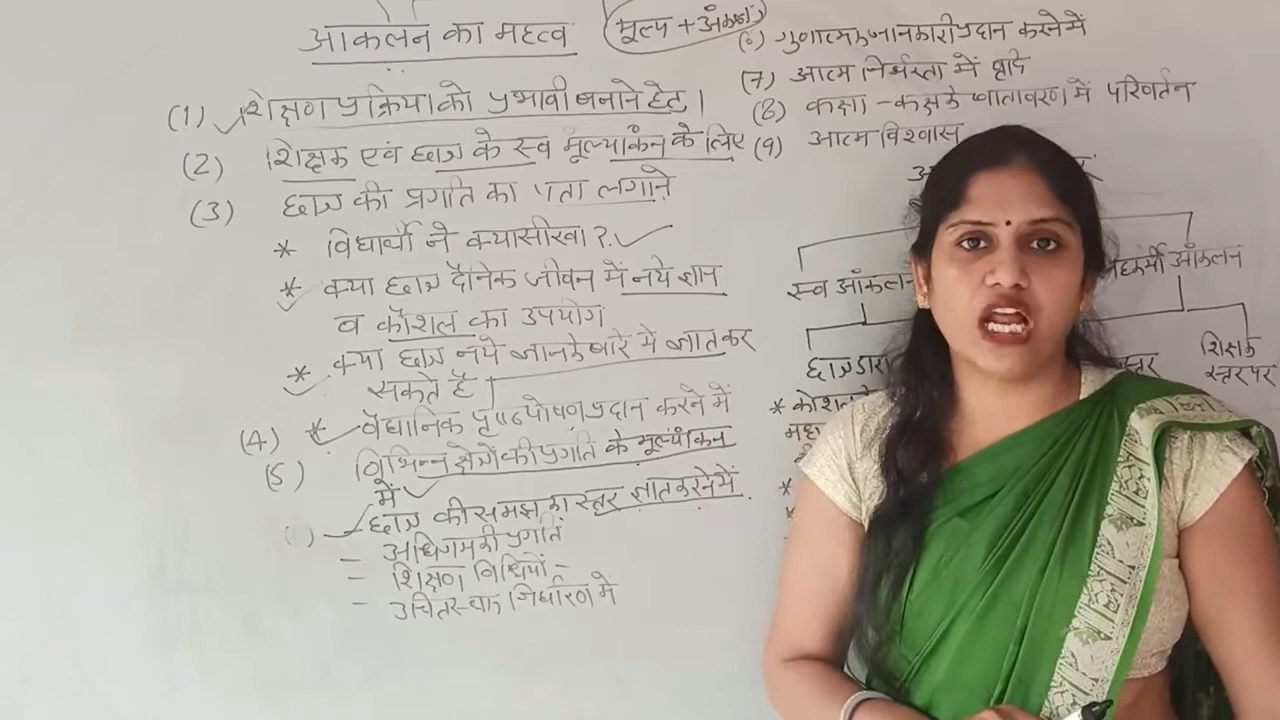 आकलन का महत्व
(मूल्य + अंकन)
(1) शिक्षण प्रक्रिया को प्रभावी बनाने हेतु।
(2) शिक्षक एवं छात्र के स्व मूल्यांकन के लिए
(3) छात्र की प्रगति का पता लगाने
* विद्यार्थी ने क्या सीखा?
* क्या छात्र दैनिक जीवन में नये ज्ञान
व कौशल का उपयोग
* क्या छात्र नये ज्ञान के बारे में ज्ञात कर
सकते है।
(4) * वैधानिक पृष्ठपोषण प्रदान करने में
(5) विभिन्न क्षेत्रों की प्रगति के मूल्यांकन
में
छात्र की समझ का स्तर ज्ञात करने में
- अधिगम की प्रगति
- शिक्षण विधियों -
- उचित निर्धारण में
(6) गुणात्मक जानकारी प्रदान करने में
(7) आत्म निर्भरता में वृद्धि
(8) कक्षा - कक्ष के वातावरण में परिवर्तन
(9) आत्म विश्वास
स्व आंकलन
आंकलन
छात्र द्वारा
स्तर
शिक्षक
स्तर पर